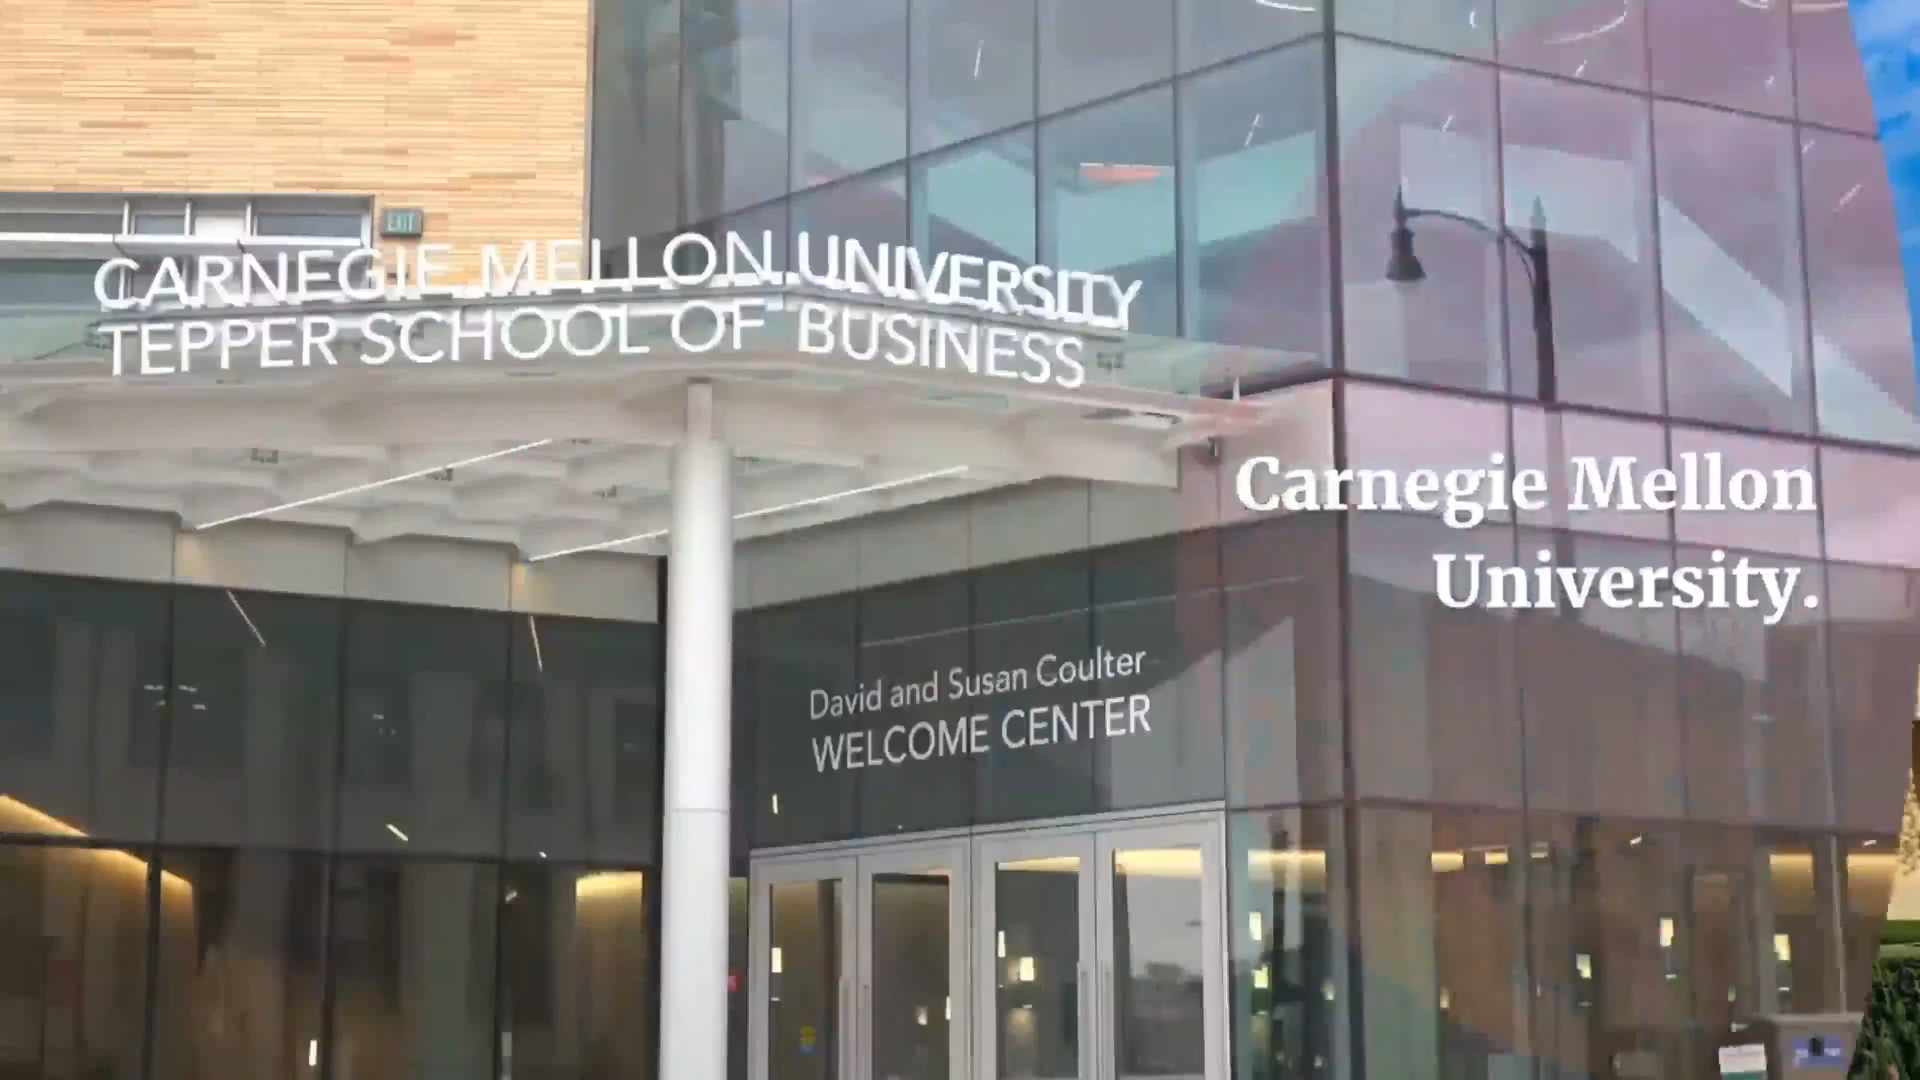 EXIT
CARNEGIE MELLON UNIVERSITY
TEPPER SCHOOL OF BUSINESS
Carnegie Mellon
University.
David and Susan Coulter
WELCOME CENTER